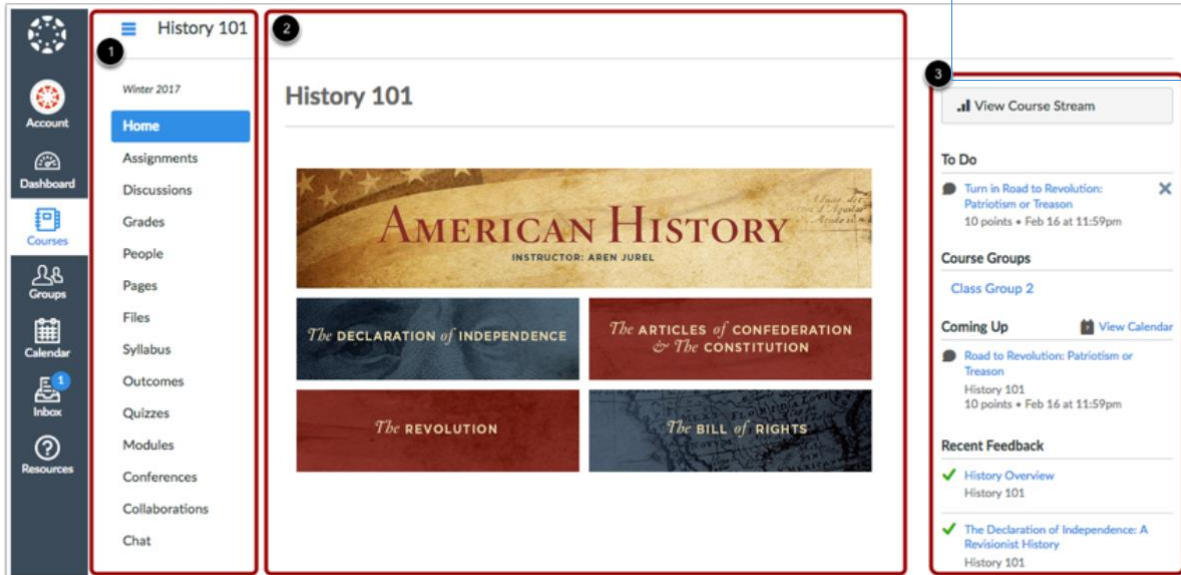 Account
Dashboard
Courses
Groups
Calendar
1
Inbox
Resources
1
History 101
Winter 2017
Home
Assignments
Discussions
Grades
People
Pages
Files
Syllabus
Outcomes
Quizzes
Modules
Conferences
Collaborations
Chat
2
History 101
AMERICAN HISTORY
INSTRUCTOR: AREN JUREL
The DECLARATION of INDEPENDENCE
The ARTICLES of CONFEDERATION
& The CONSTITUTION
The REVOLUTION
The BILL of RIGHTS
3
View Course Stream
To Do
Turn in Road to Revolution:
Patriotism or Treason
10 points • Feb 16 at 11:59pm
Course Groups
Class Group 2
Coming Up
View Calendar
Road to Revolution: Patriotism or
Treason
History 101
10 points • Feb 16 at 11:59pm
Recent Feedback
History Overview
History 101
The Declaration of Independence: A
Revisionist History
History 101